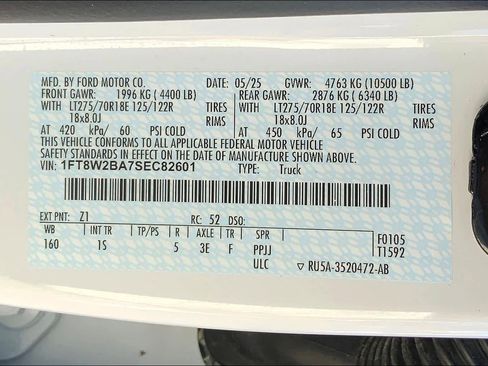 MFD. BY FORD MOTOR CO. DATE: 05/25 GVWR: 4763 KG (10500 LB)
FRONT GAWR: 1996 KG (4400 LB) REAR GAWR: 2876 KG (6340 LB)
WITH LT275/70R18E 125/122R TIRES WITH LT275/70R18E 125/122R TIRES
18x8.0J RIMS 18x8.0J RIMS
AT 420 kPa/ 60 PSI COLD AT 450 kPa/ 65 PSI COLD
THIS VEHICLE CONFORMS TO ALL APPLICABLE FEDERAL MOTOR VEHICLE
SAFETY STANDARDS IN EFFECT ON THE DATE OF MANUFACTURE SHOWN ABOVE.
VIN: 1FT8W2BA7SEC82601 TYPE: Truck
EXT PNT: Z1 RC: 52 DSO:
WB INT TR TP/PS R AXLE TR SPR F0105
160 1S 5 3E F PPJJ T1592
ULC ▽ RU5A-3520472-AB